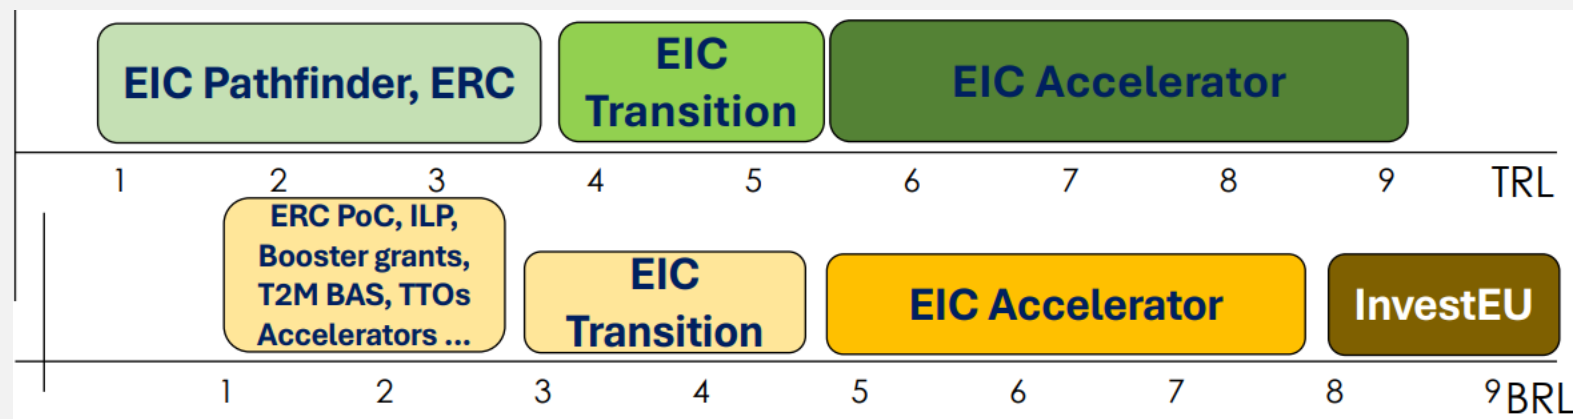 EIC Pathfinder, ERC
EIC
Transition
EIC Accelerator
1 2 3 4 5 6 7 8 9 TRL
ERC PoC, ILP,
Booster grants,
T2M BAS, TTOs
Accelerators ...
EIC
Transition
EIC Accelerator
InvestEU
1 2 3 4 5 6 7 8 9 BRL